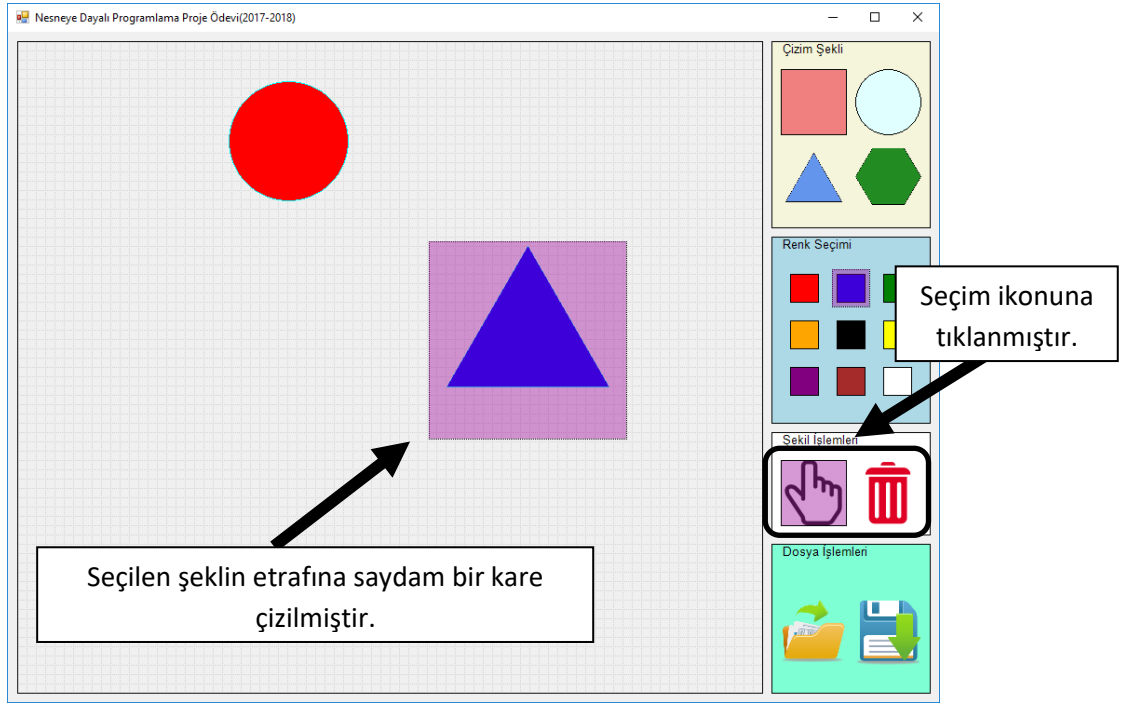 Nesneye Dayalı Programlama Proje Ödevi(2017-2018)
Çizim Şekli
Renk Seçimi
Seçim ikonuna
tıklanmıştır.
Şekil İşlemleri
Dosya İşlemleri
Seçilen şeklin etrafına saydam bir kare
çizilmiştir.